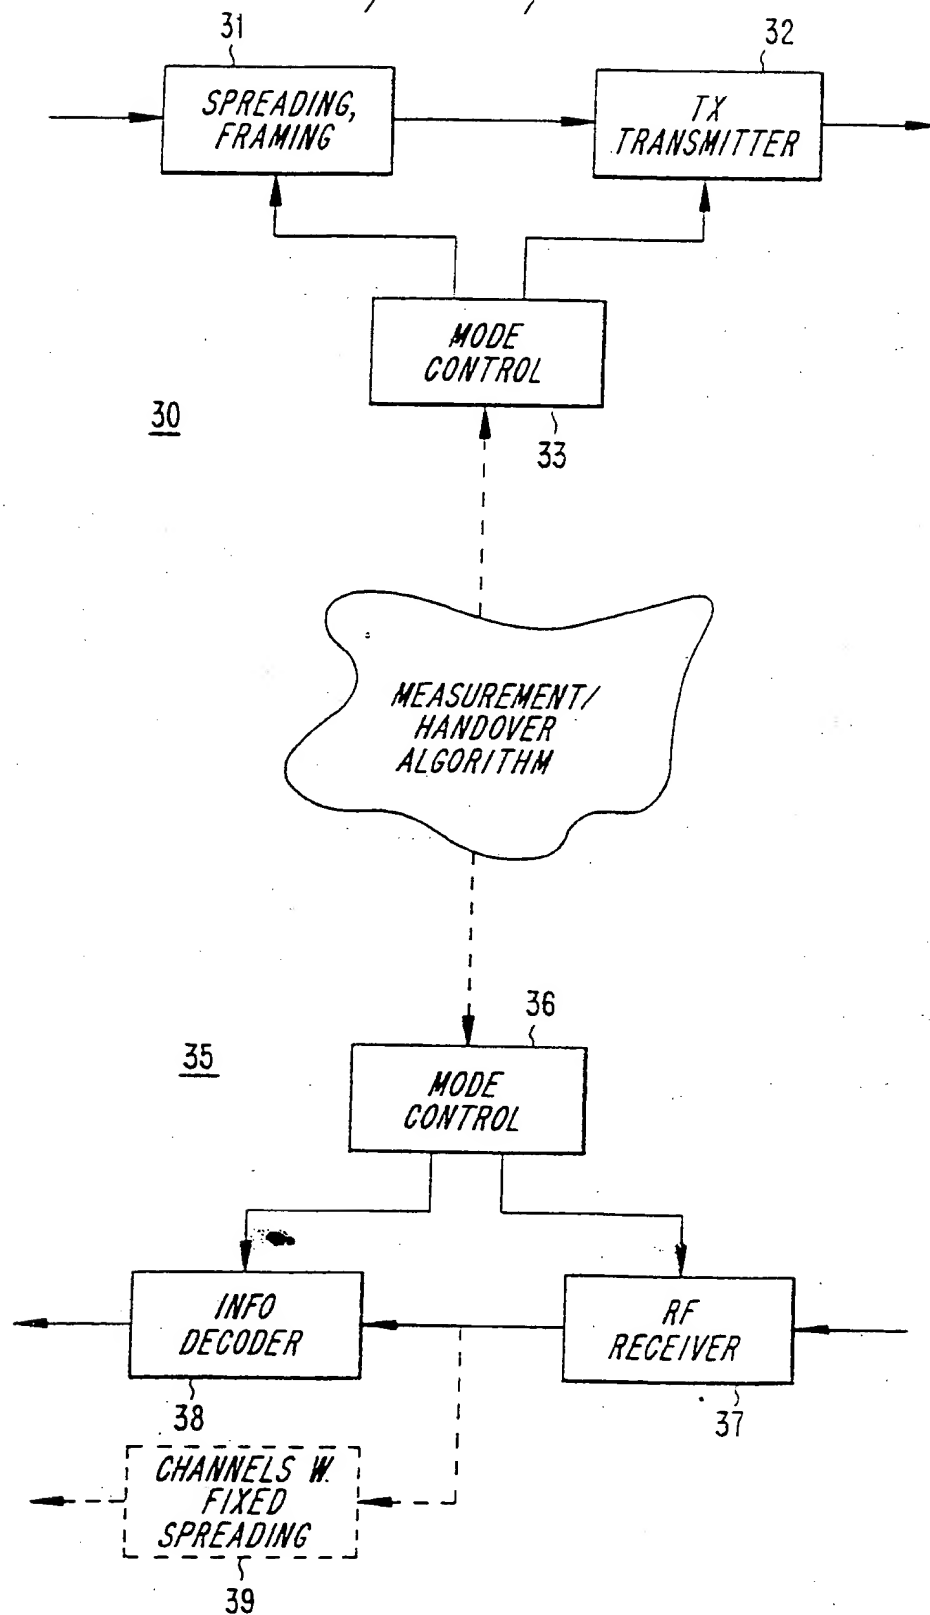 31
32
SPREADING,
FRAMING
TX
TRANSMITTER
MODE
CONTROL
30
33
MEASUREMENT/
HANDOVER
ALGORITHM
36
35
MODE
CONTROL
INFO
DECODER
RF
RECEIVER
38
37
CHANNELS W.
FIXED
SPREADING
39